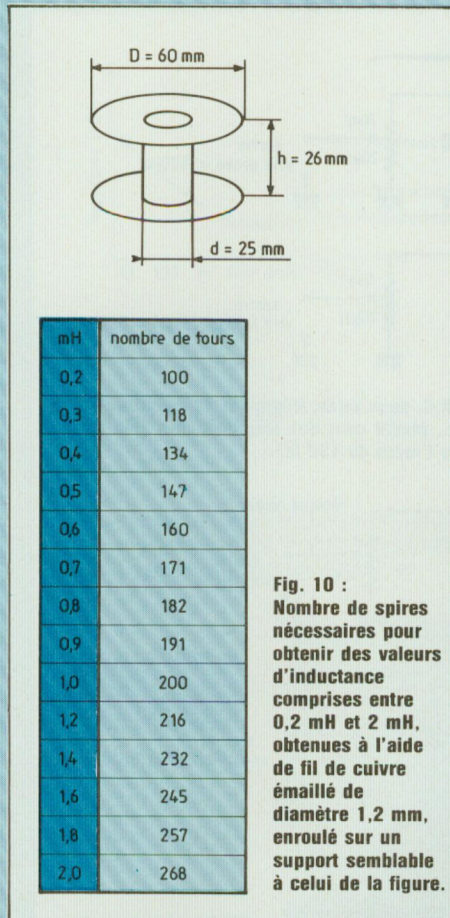 D = 60 mm
h = 26 mm
d = 25 mm
mH nombre de tours
0,2 100
0,3 118
0,4 134
0,5 147
0,6 160
0,7 171
0,8 182
0,9 191
1,0 200
1,2 216
1,4 232
1,6 245
1,8 257
2,0 268
Fig. 10 :
Nombre de spires
nécessaires pour
obtenir des valeurs
d'inductance
comprises entre
0,2 mH et 2 mH,
obtenues à l'aide
de fil de cuivre
émaillé de
diamètre 1,2 mm,
enroulé sur un
support semblable
à celui de la figure.